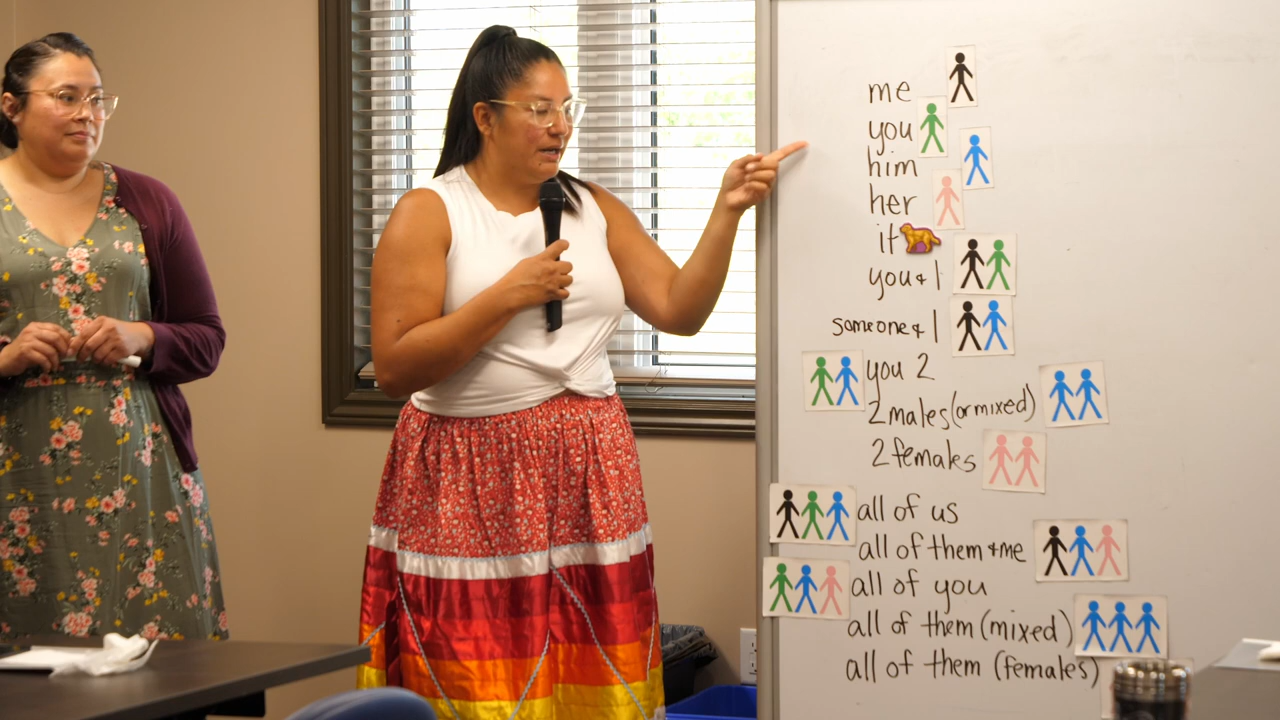 me
you
him
her
it
you & I
someone & I
you 2
2 males (or mixed)
2 females
all of us
all of them & me
all of you
all of them (mixed)
all of them (females)